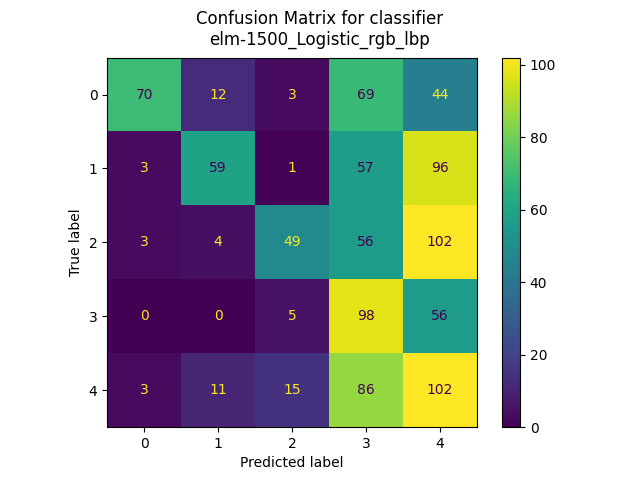 Confusion Matrix for classifier
elm-1500_Logistic_rgb_lbp
True label
0 70 12 3 69 44
1 3 59 1 57 96
2 3 4 49 56 102
3 0 0 5 98 56
4 3 11 15 86 102
0 1 2 3 4
Predicted label
100
80
60
40
20
0